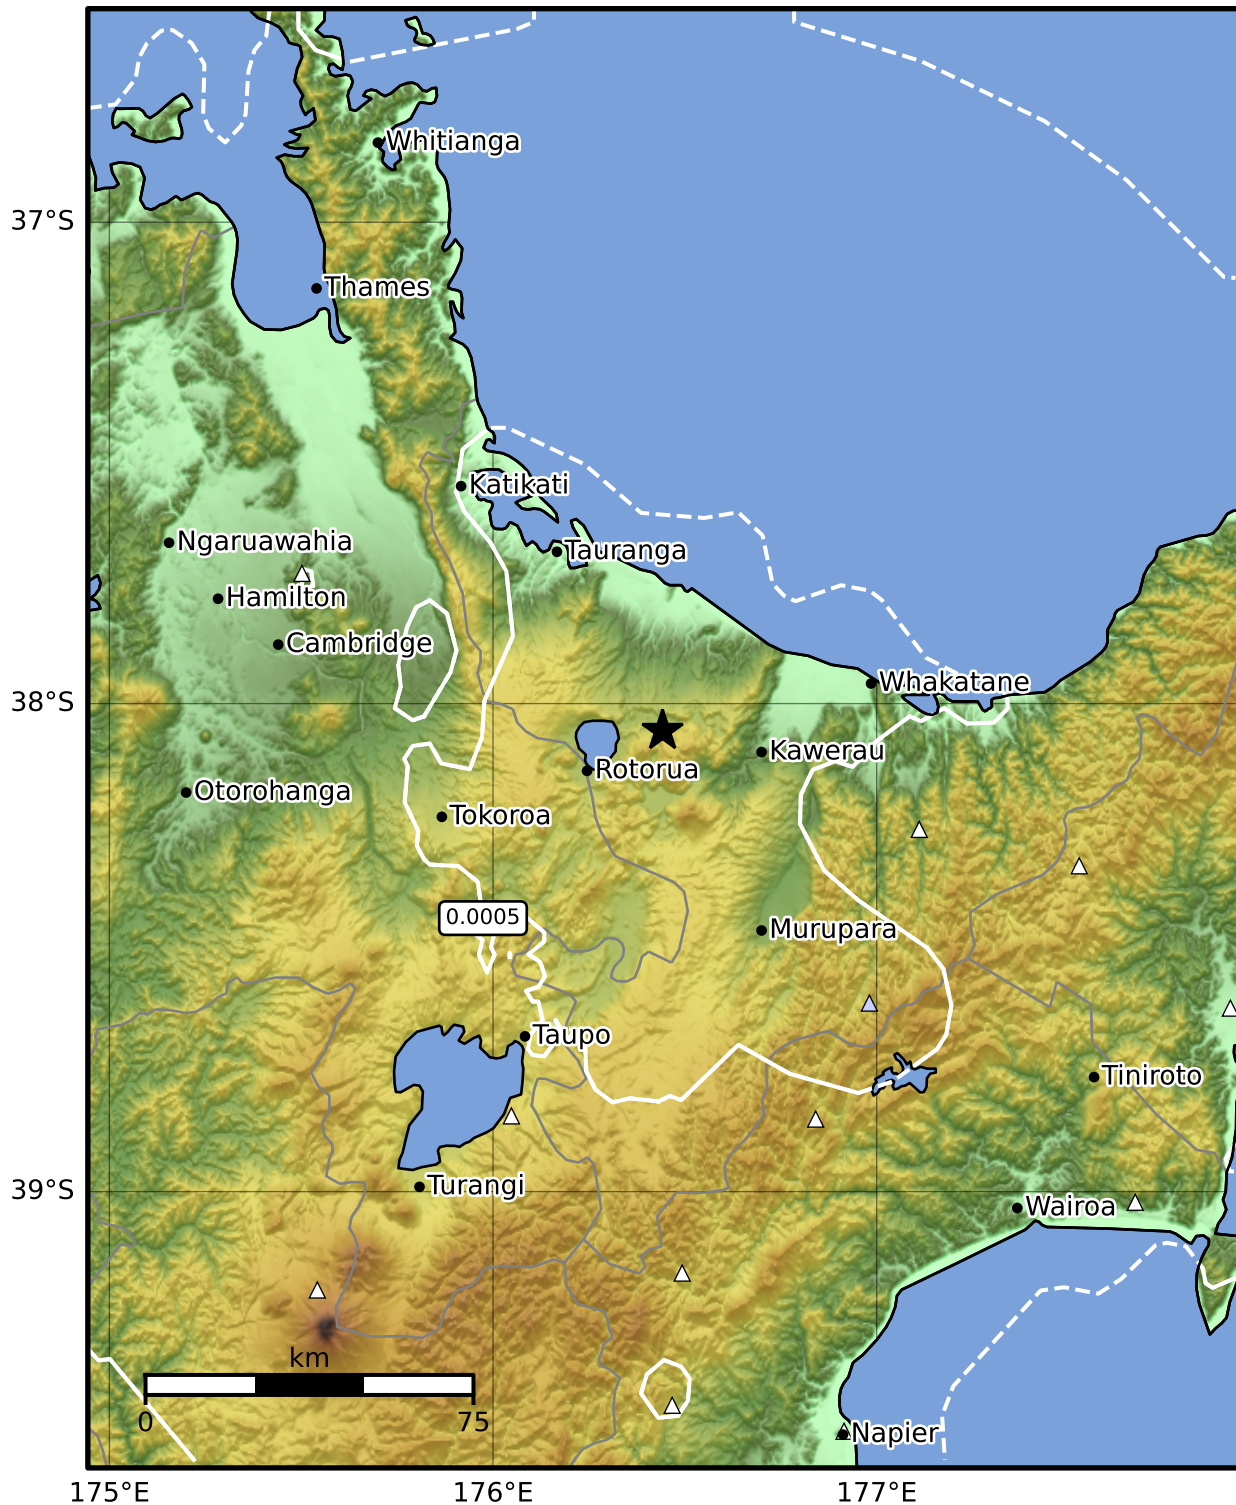 Whitianga
37°S
Thames
Katikati
Ngaruawahia
Tauranga
Hamilton
Cambridge
Whakatane
38°S
Kawerau
Rotorua
Otorohanga
Tokoroa
0.0005
Murupara
Taupo
Tiniroto
Turangi
39°S
Wairoa
km
0 75
Napier
175°E 176°E 177°E